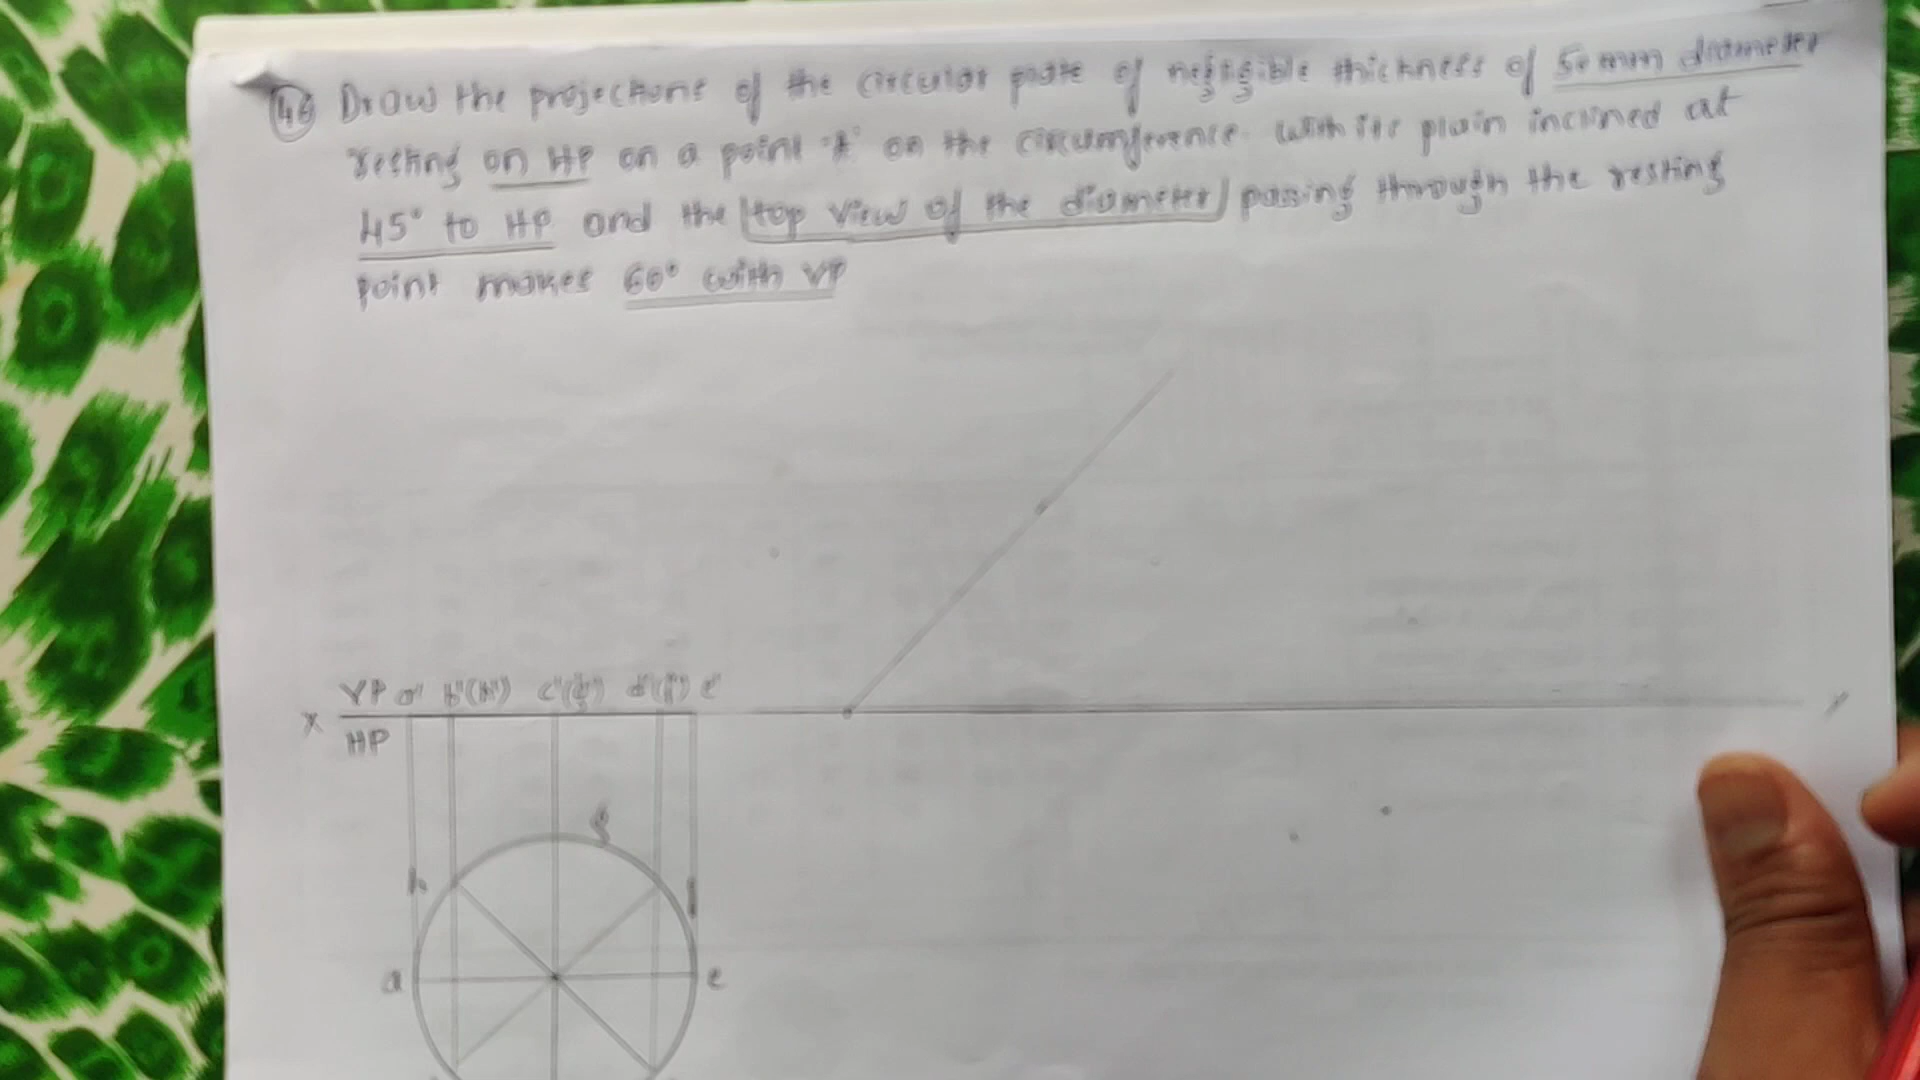 46 Draw the projections of the circular plate of negligible thickness of 50 mm diameter
resting on HP on a point 'A' on the circumference. With its plain inclined at
45° to HP and the top view of the diameter passing through the resting
point makes 60° with VP
VP a' b'(h') c'(g') d'(f') e'
X
HP
g
h f
a e